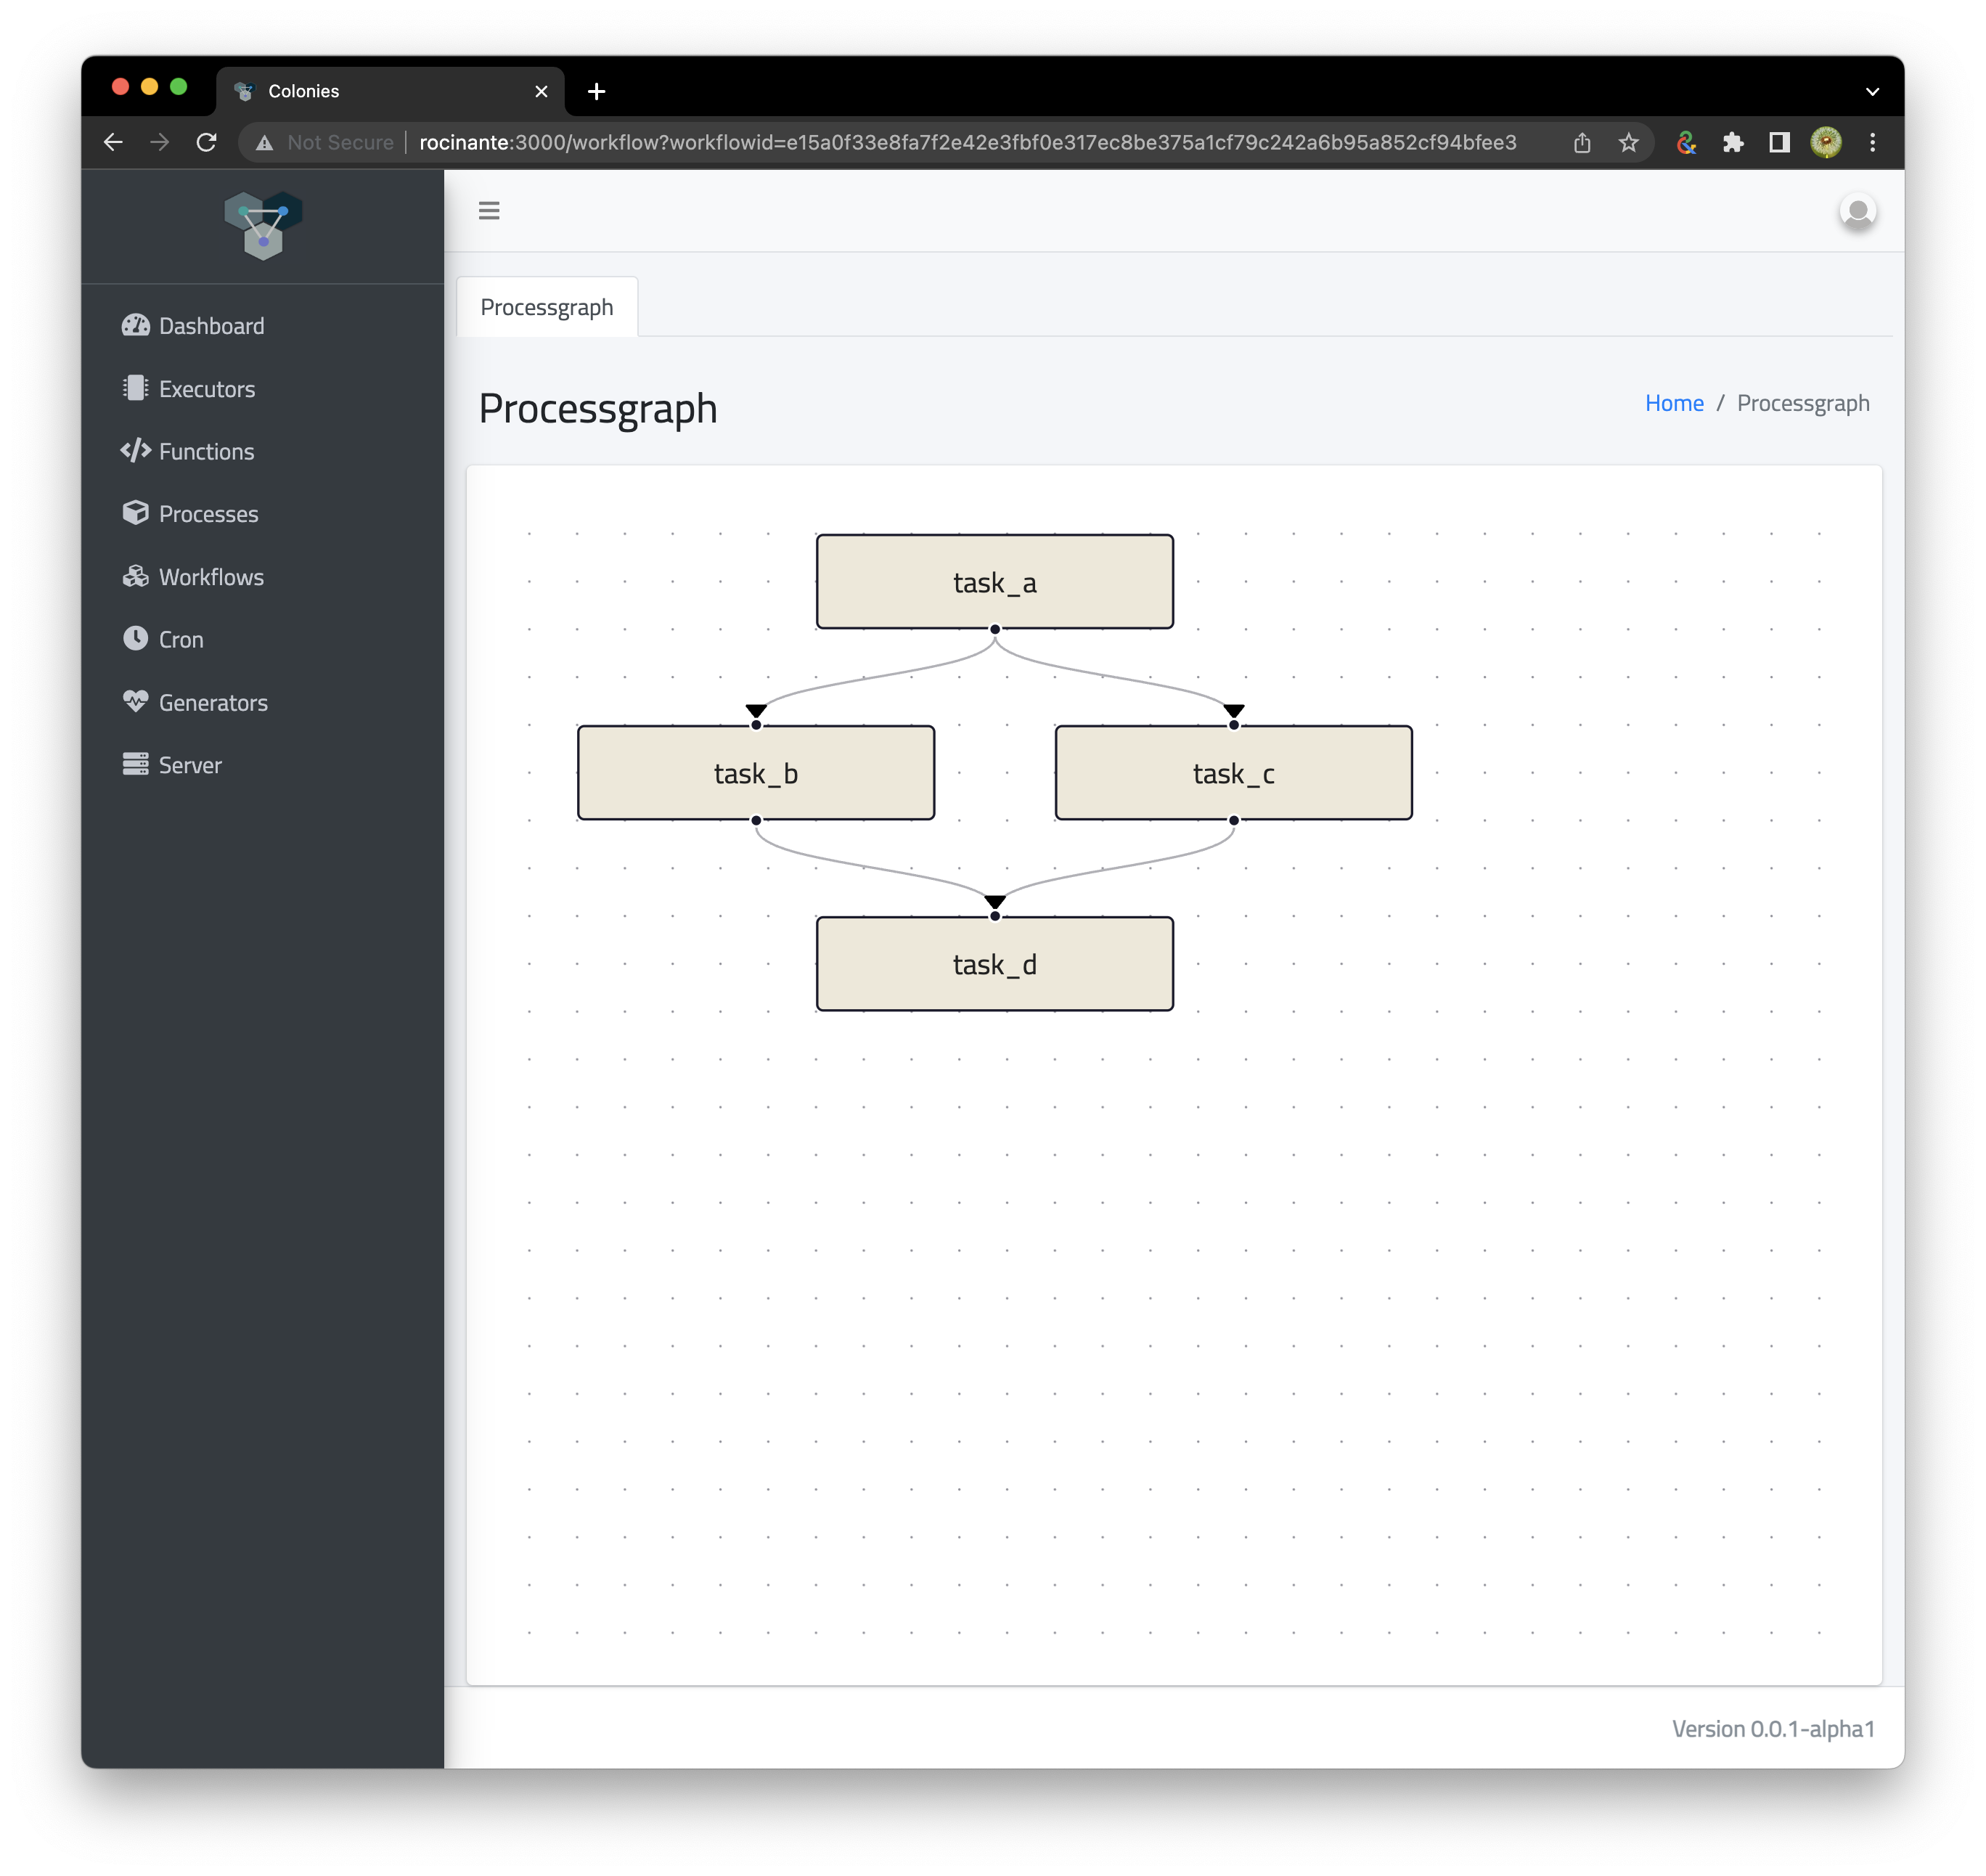 Colonies
Not Secure rocinante:3000/workflow?workflowid=e15a0f33e8fa7f2e42e3fbf0e317ec8be375a1cf79c242a6b95a852cf94bfee3
Dashboard
Executors
Functions
Processes
Workflows
Cron
Generators
Server
Processgraph
Processgraph
Home / Processgraph
task_a
task_b
task_c
task_d
Version 0.0.1-alpha1